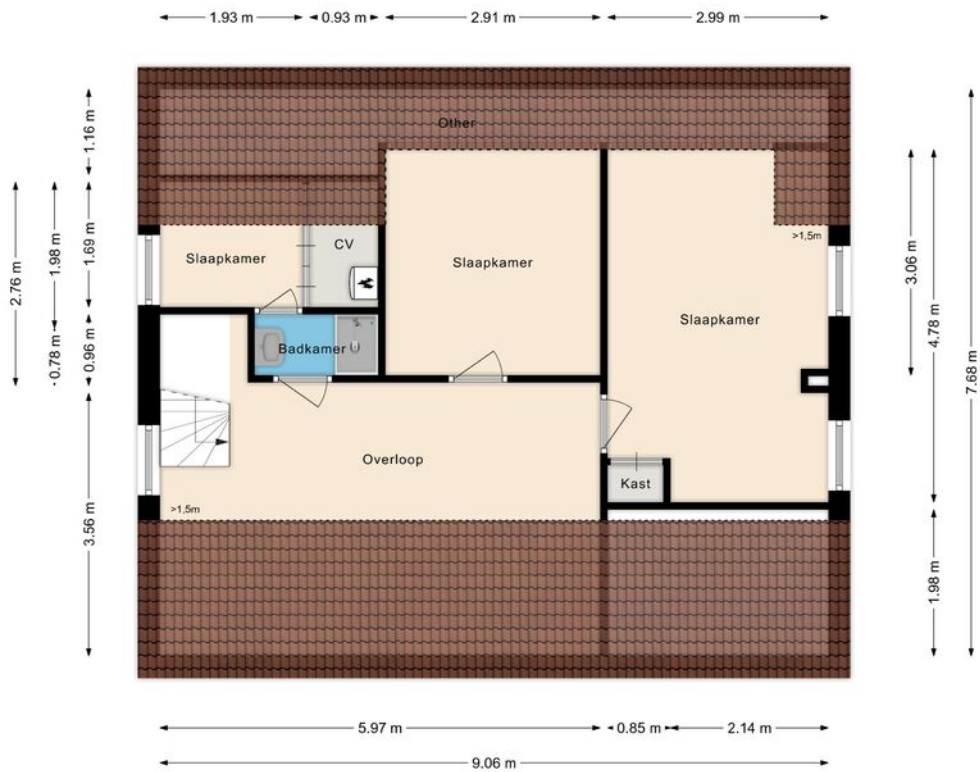 1.93 m 0.93 m 2.91 m 2.99 m
1.16 m
Other
2.76 m
1.98 m
1.69 m
0.78 m
0.96 m
3.56 m
Slaapkamer
CV
Slaapkamer
>1,5m
Slaapkamer
Badkamer
Overloop
Kast
>1,5m
3.06 m
4.78 m
7.68 m
1.98 m
5.97 m 0.85 m 2.14 m
9.06 m